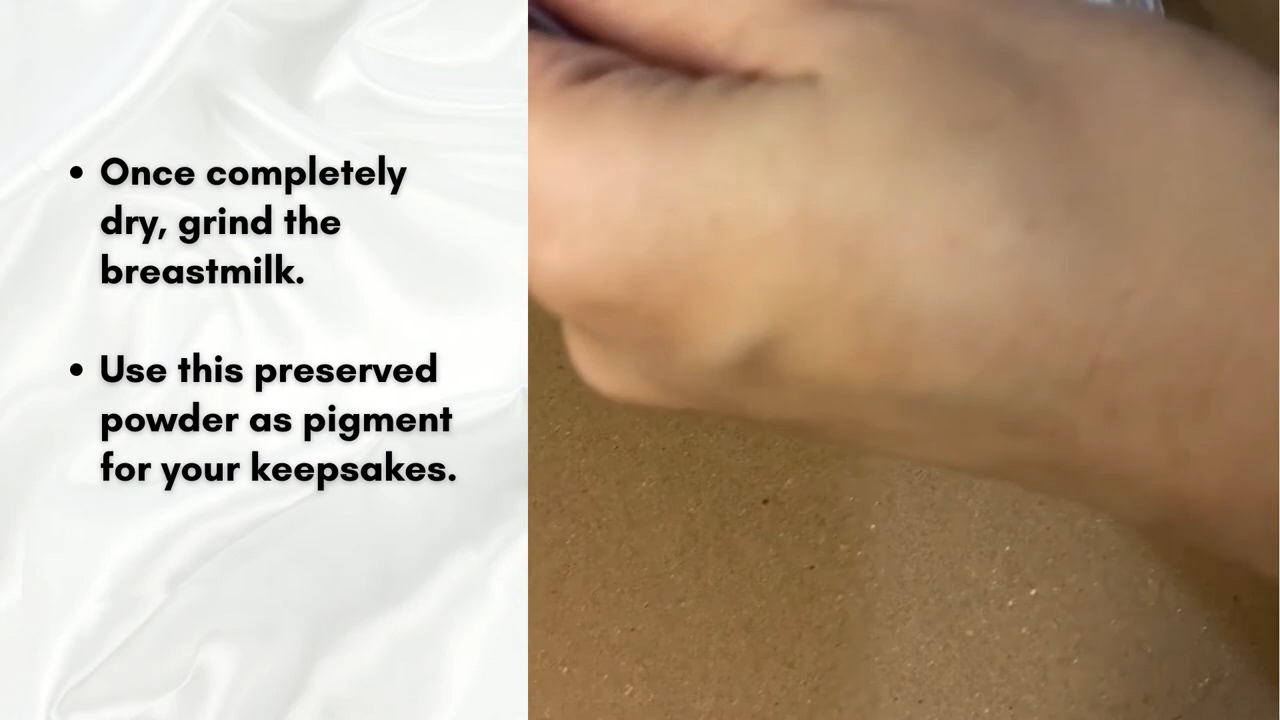 • Once completely
dry, grind the
breastmilk.
• Use this preserved
powder as pigment
for your keepsakes.